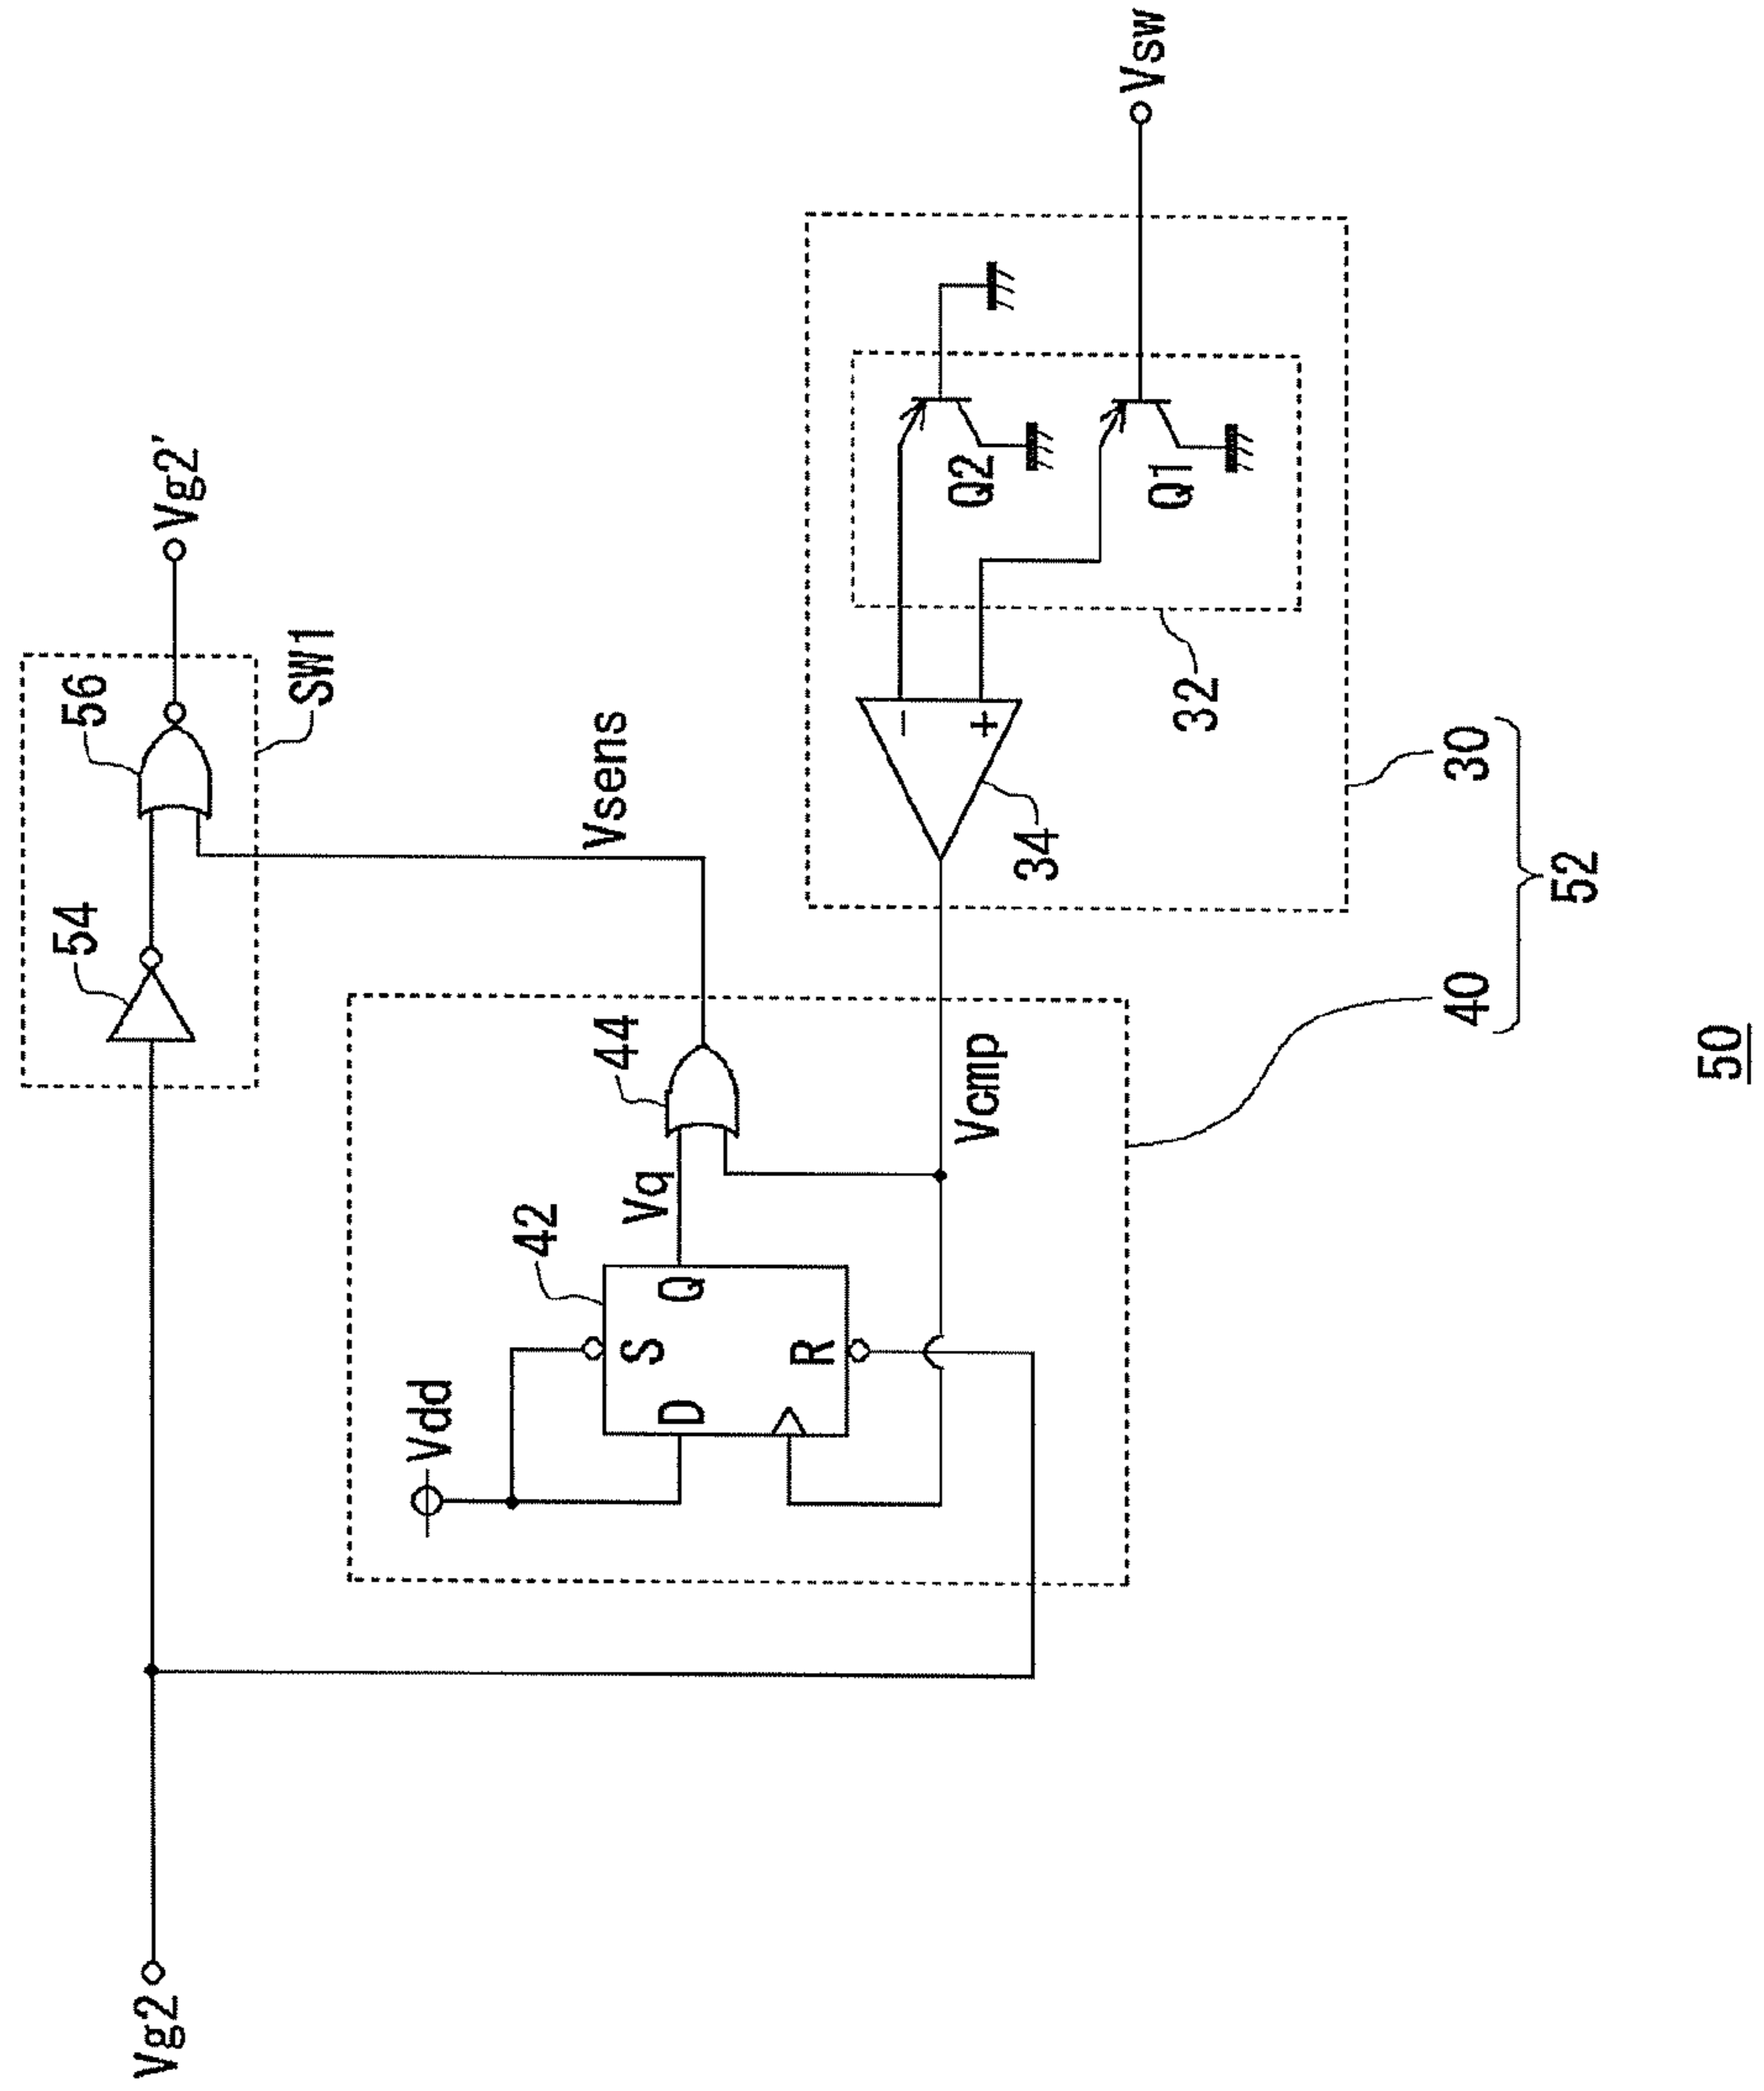 Vg2
54
56
Vg2'
SW1
Vdd
42
S
D
Q
R
Vq
44
Vsens
Vcmp
34
−
+
32
Q2
Q1
Vsw
40
30
52
50